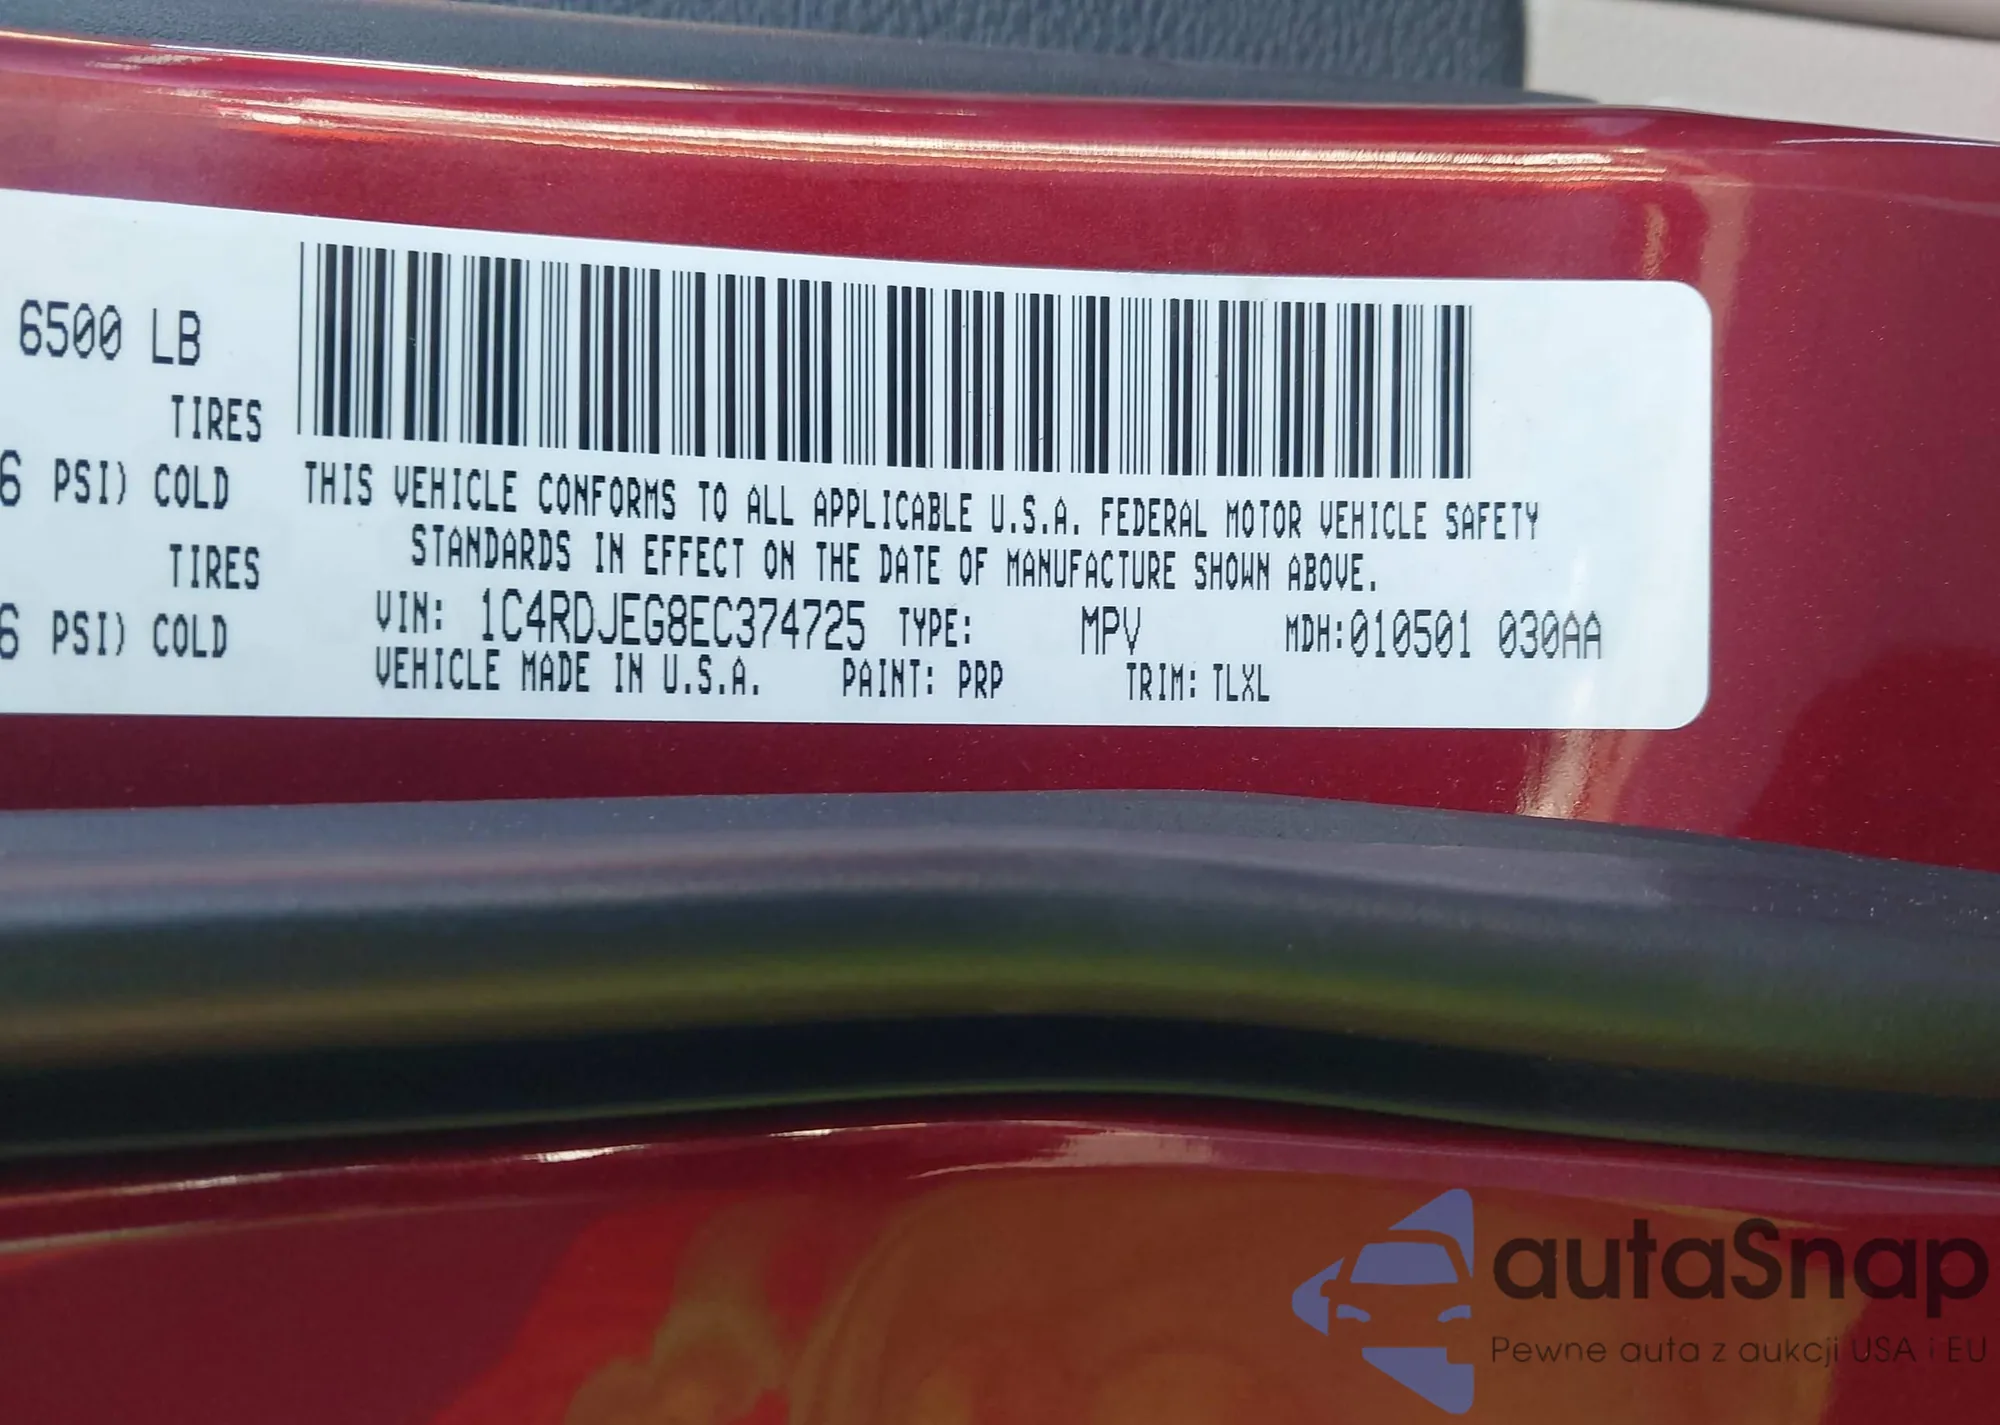 6500 LB
TIRES
6 PSI) COLD
TIRES
6 PSI) COLD
THIS VEHICLE CONFORMS TO ALL APPLICABLE U.S.A. FEDERAL MOTOR VEHICLE SAFETY
STANDARDS IN EFFECT ON THE DATE OF MANUFACTURE SHOWN ABOVE.
VIN: 1C4RDJEG8EC374725 TYPE: MPV MDH:010501 030AA
VEHICLE MADE IN U.S.A. PAINT: PRP TRIM: TLXL
autaSnap
Pewne auta z aukcji USA i EU